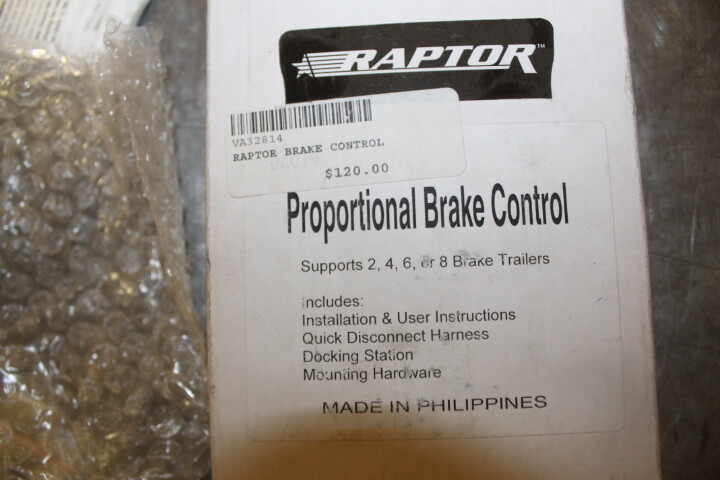 RAPTOR™
VA32814
RAPTOR BRAKE CONTROL
$120.00
Proportional Brake Control
Supports 2, 4, 6, or 8 Brake Trailers
Includes:
Installation & User Instructions
Quick Disconnect Harness
Docking Station
Mounting Hardware
MADE IN PHILIPPINES